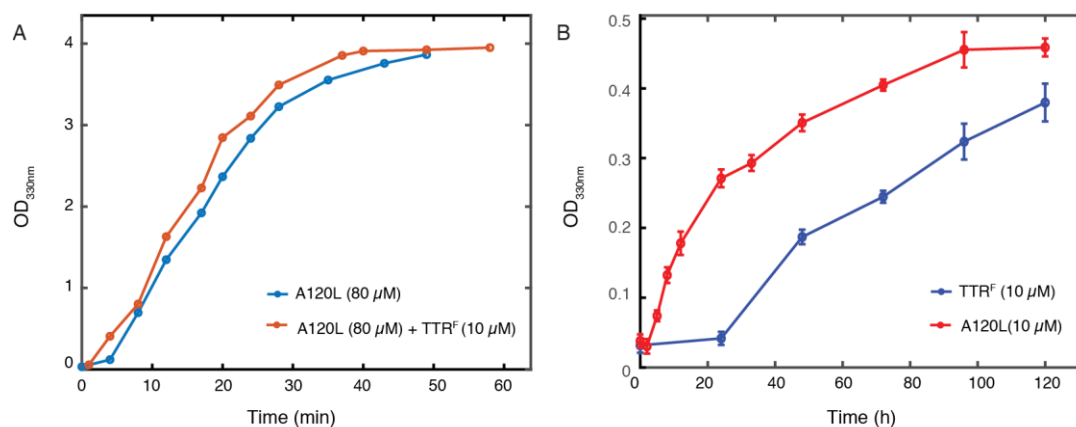 A
4
3
2
1
0
OD330nm
0 10 20 30 40 50 60
Time (min)
A120L (80 µM)
A120L (80 µM) + TTRF (10 µM)
B
0.5
0.4
0.3
0.2
0.1
0
OD330nm
0 20 40 60 80 100 120
Time (h)
TTRF (10 µM)
A120L(10 µM)